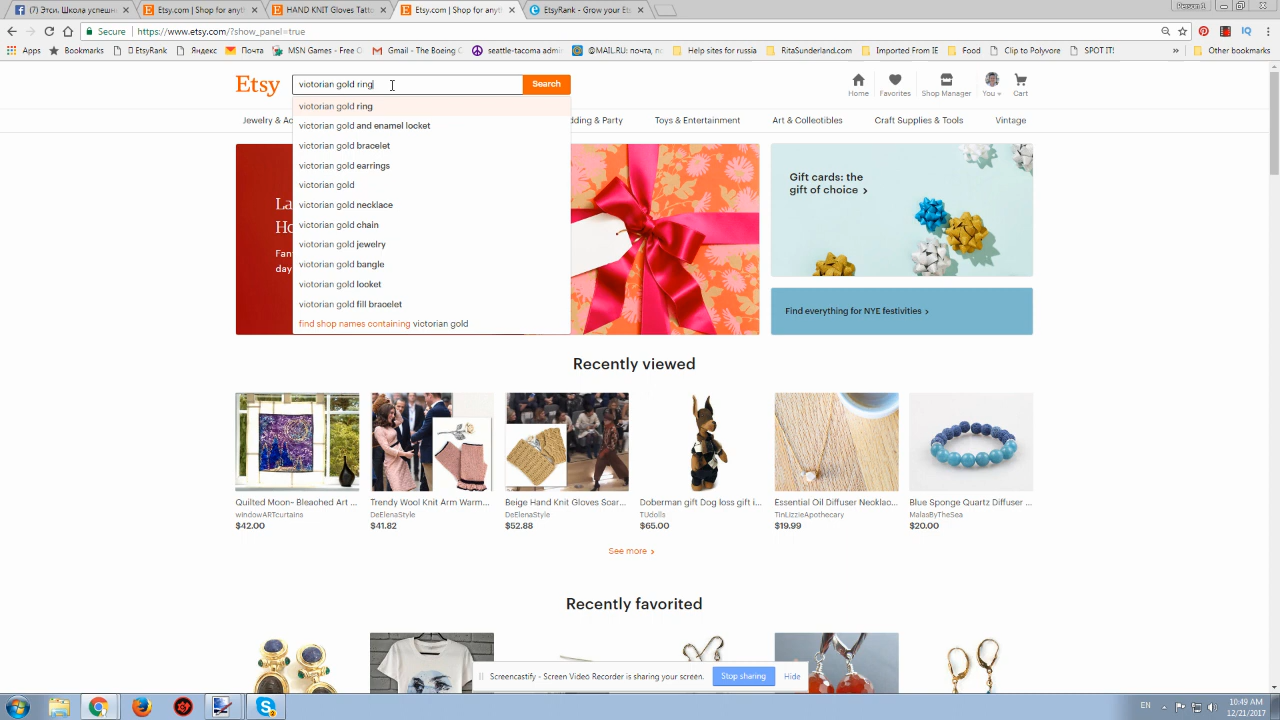 (7) Этси. Школа успешн
Etsy.com | Shop for anyth
HAND KNIT Gloves Tatto
Etsy.com | Shop for anyt
EtsyRank - Grow your Ets
https://www.etsy.com/?show_panel=true
Apps
Bookmarks
EtsyRank
Яндекс
Почта
MSN Games - Free O
Gmail - The Boeing C
seattle-tacoma admir
@MAIL.RU: почта, п
Help sites for russia
RitaSunderland.com
Imported From IE
Food
Clip to Polyvore
SPOT IT!
»
Other bookmarks
Etsy
victorian gold ring
Search
Home
Favorites
Shop Manager
You
Cart
Jewelry & Ac
dding & Party
Toys & Entertainment
Art & Collectibles
Craft Supplies & Tools
Vintage
victorian gold ring
victorian gold and enamel locket
victorian gold bracelet
victorian gold earrings
victorian gold
victorian gold necklace
victorian gold chain
victorian gold jewelry
victorian gold bangle
victorian gold locket
victorian gold fill bracelet
find shop names containing victorian gold
La
Ho
Fan
day
Gift cards: the
gift of choice >
Find everything for NYE festivities >
Recently viewed
Quilted Moon~ Bleaohed Art ...
windowARTcurtains
$42.00
Trendy Wool Knit Arm Warm...
DeElenaStyle
$41.82
Beige Hand Knit Gloves Scar...
DeElenaStyle
$52.88
Doberman gift Dog loss gift i...
TUdolls
$65.00
Essential Oil Diffuser Necklac...
TinLizzieApothecary
$19.99
Blue Sponge Quartz Diffuser ...
MalasByTheSea
$20.00
See more >
Recently favorited
Screencastify - Screen Video Recorder is sharing your screen.
Stop sharing
Hide
EN
10:49 AM
12/21/2017